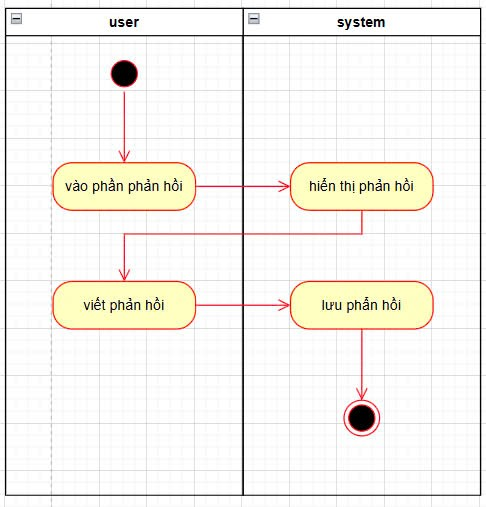 user
system
vào phần phản hồi
hiển thị phản hồi
viết phản hồi
lưu phẩn hồi